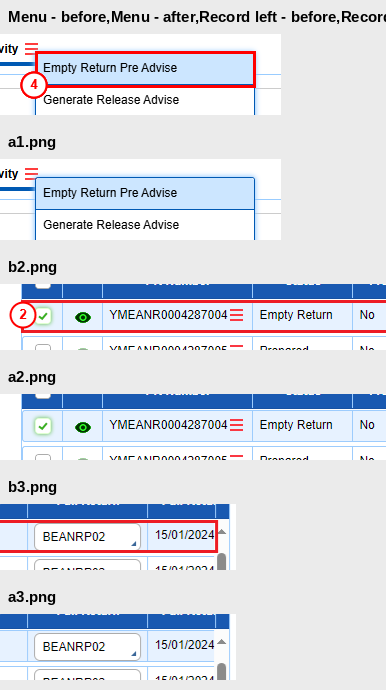 Menu - before,Menu - after,Record left - before,Recor
vity
Empty Return Pre Advise
4
Generate Release Advise
a1.png
vity
Empty Return Pre Advise
Generate Release Advise
b2.png
2
YMEANR0004287004
Empty Return
No
a2.png
YMEANR0004287004
Empty Return
No
b3.png
BEANRP02
15/01/2024
a3.png
BEANRP02
15/01/2024